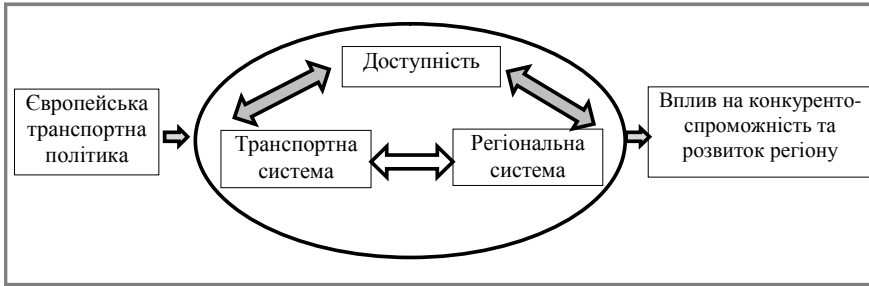 Доступність
Європейська
транспортна
політика
Транспортна
система
Регіональна
система
Вплив на конкуренто-
спроможність та
розвиток регіону